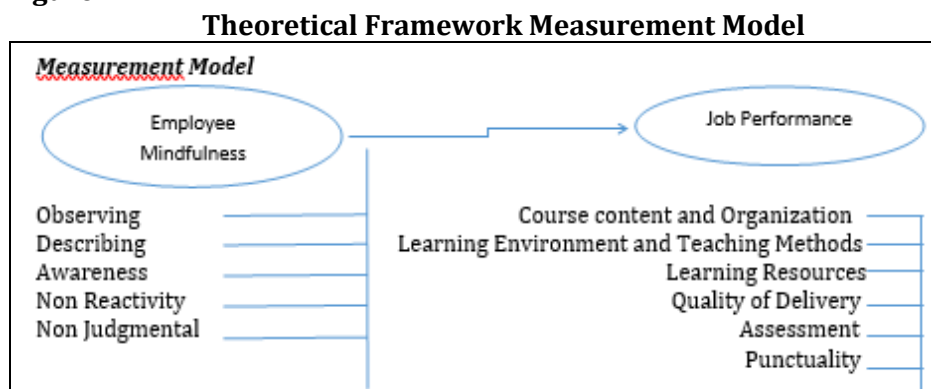 Theoretical Framework Measurement Model
Measurement Model
Employee
Mindfulness
Job Performance
Observing
Describing
Awareness
Non Reactivity
Non Judgmental
Course content and Organization
Learning Environment and Teaching Methods
Learning Resources
Quality of Delivery
Assessment
Punctuality